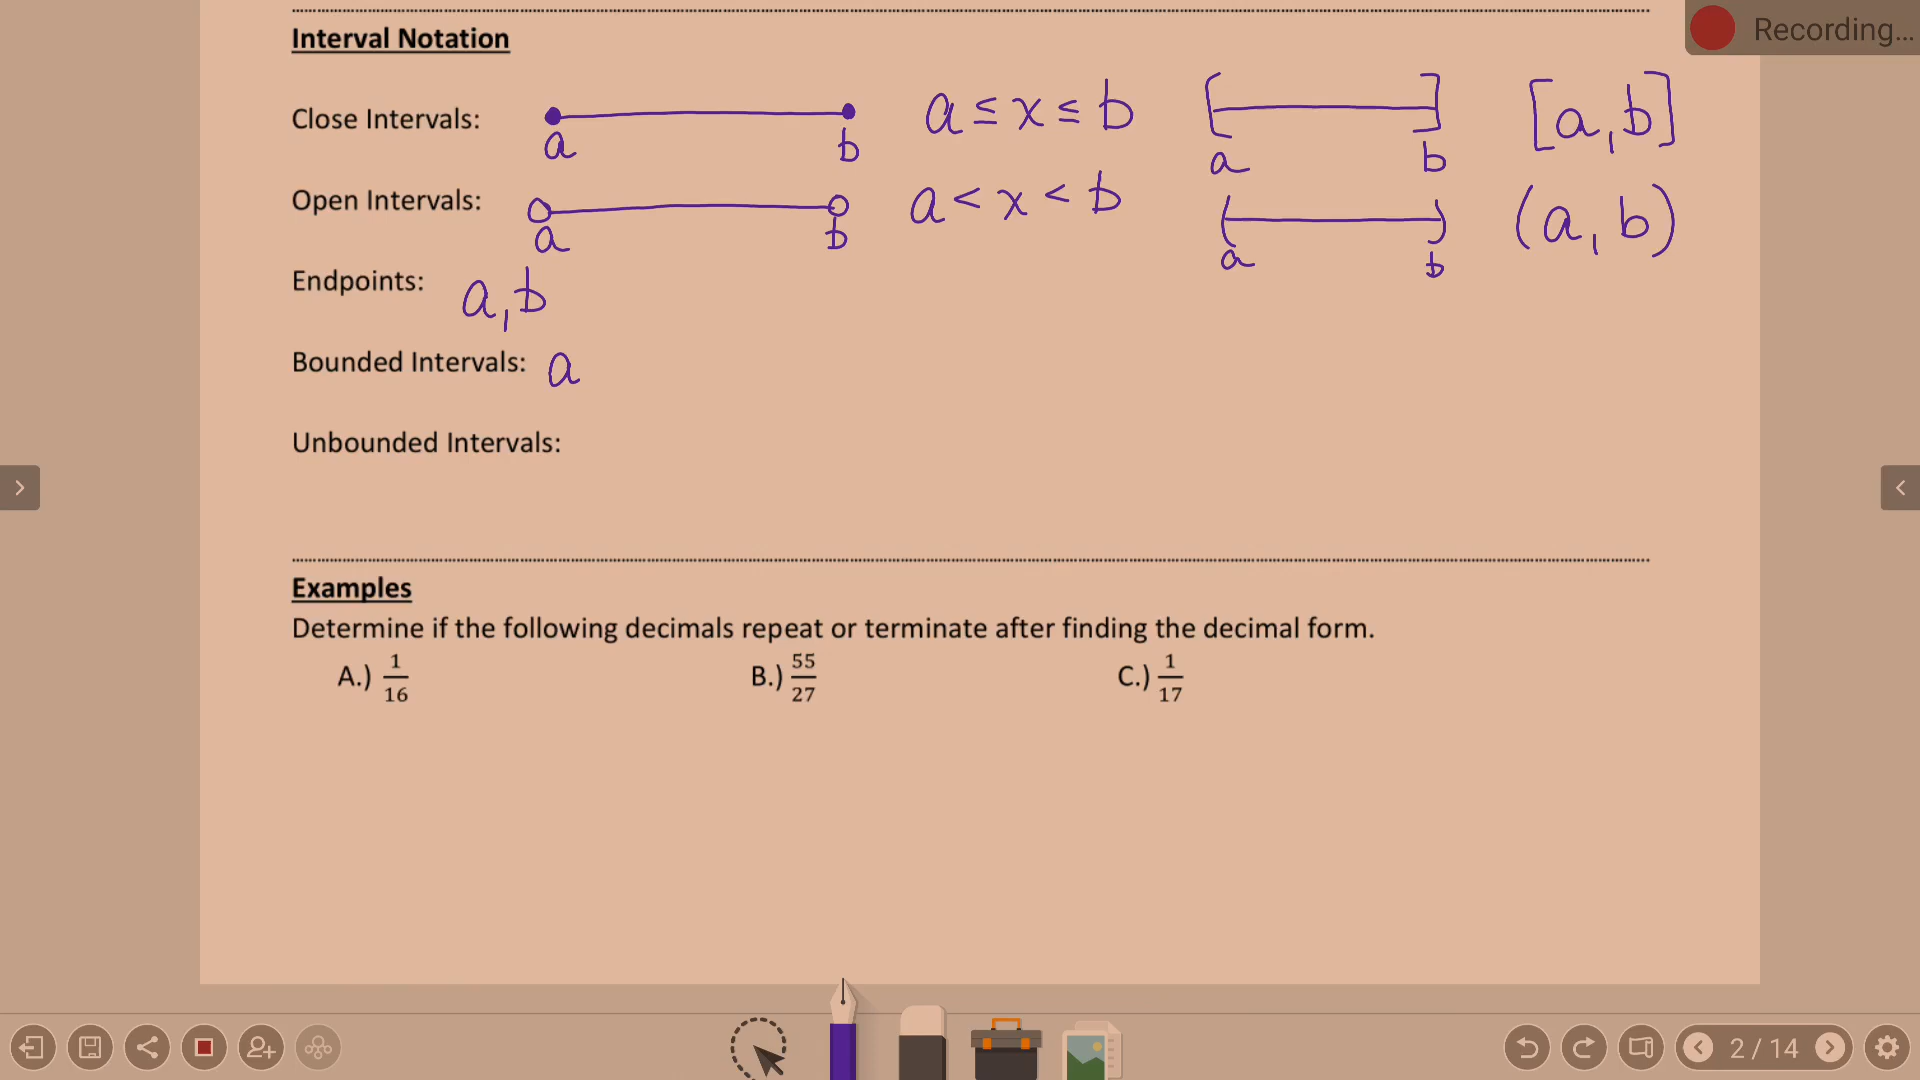 Recording...
Interval Notation
Close Intervals: a b a ≤ x ≤ b a b [a,b]
Open Intervals: a b a < x < b a b (a,b)
Endpoints: a,b
Bounded Intervals: a
Unbounded Intervals:
Examples
Determine if the following decimals repeat or terminate after finding the decimal form.
A.) 1/16 B.) 55/27 C.) 1/17
2 / 14